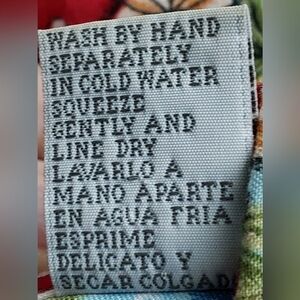 WASH BY HAND
SEPARATELY
IN COLD WATER
SQUEEZE
GENTLY AND
LINE DRY
LAVARLO A
MANO APARTE
EN AGUA FRIA
ESPRIME
DELICATO Y
SECAR COLGAD